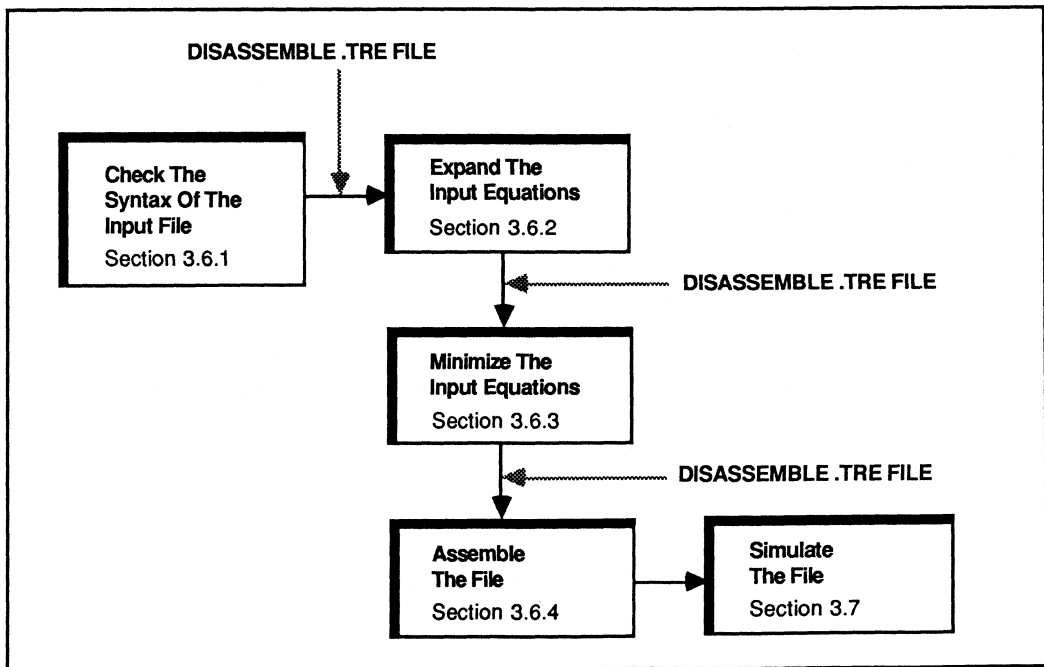 DISASSEMBLE .TRE FILE
Check The
Syntax Of The
Input File
Section 3.6.1
Expand The
Input Equations
Section 3.6.2
DISASSEMBLE .TRE FILE
Minimize The
Input Equations
Section 3.6.3
DISASSEMBLE .TRE FILE
Assemble
The File
Section 3.6.4
Simulate
The File
Section 3.7